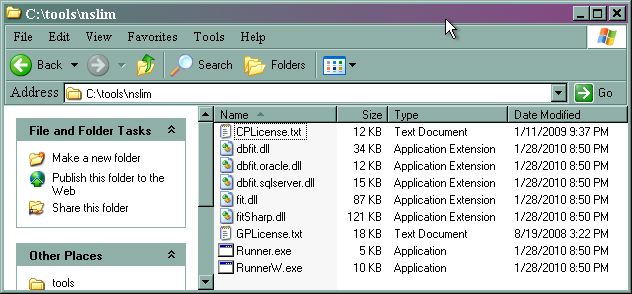 C:\tools\nslim
File Edit View Favorites Tools Help
Back Search Folders
Address C:\tools\nslim Go
Name Size Type Date Modified
File and Folder Tasks
Make a new folder
Publish this folder to the
Web
Share this folder
Other Places
tools
CPLicense.txt 12 KB Text Document 1/11/2009 9:37 PM
dbfit.dll 34 KB Application Extension 1/28/2010 8:50 PM
dbfit.oracle.dll 12 KB Application Extension 1/28/2010 8:50 PM
dbfit.sqlserver.dll 15 KB Application Extension 1/28/2010 8:50 PM
fit.dll 87 KB Application Extension 1/28/2010 8:50 PM
fitSharp.dll 121 KB Application Extension 1/28/2010 8:50 PM
GPLicense.txt 18 KB Text Document 8/19/2008 3:22 PM
Runner.exe 5 KB Application 1/28/2010 8:50 PM
RunnerW.exe 10 KB Application 1/28/2010 8:50 PM